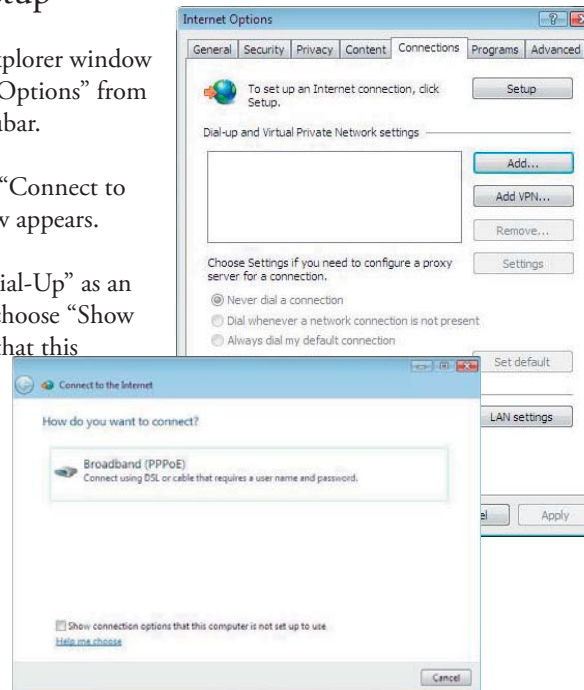 etup
xplorer window
Options” from
ubar.
“Connect to
w appears.
ial-Up” as an
choose “Show
that this
Internet Options
General Security Privacy Content Connections Programs Advanced
To set up an Internet connection, click
Setup.
Setup
Dial-up and Virtual Private Network settings
Add...
Add VPN...
Remove...
Choose Settings if you need to configure a proxy
server for a connection.
Settings
Never dial a connection
Dial whenever a network connection is not present
Always dial my default connection
Set default
LAN settings
el
Apply
Connect to the Internet
How do you want to connect?
Broadband (PPPoE)
Connect using DSL or cable that requires a user name and password.
Show connection options that this computer is not set up to use
Help me choose
Cancel